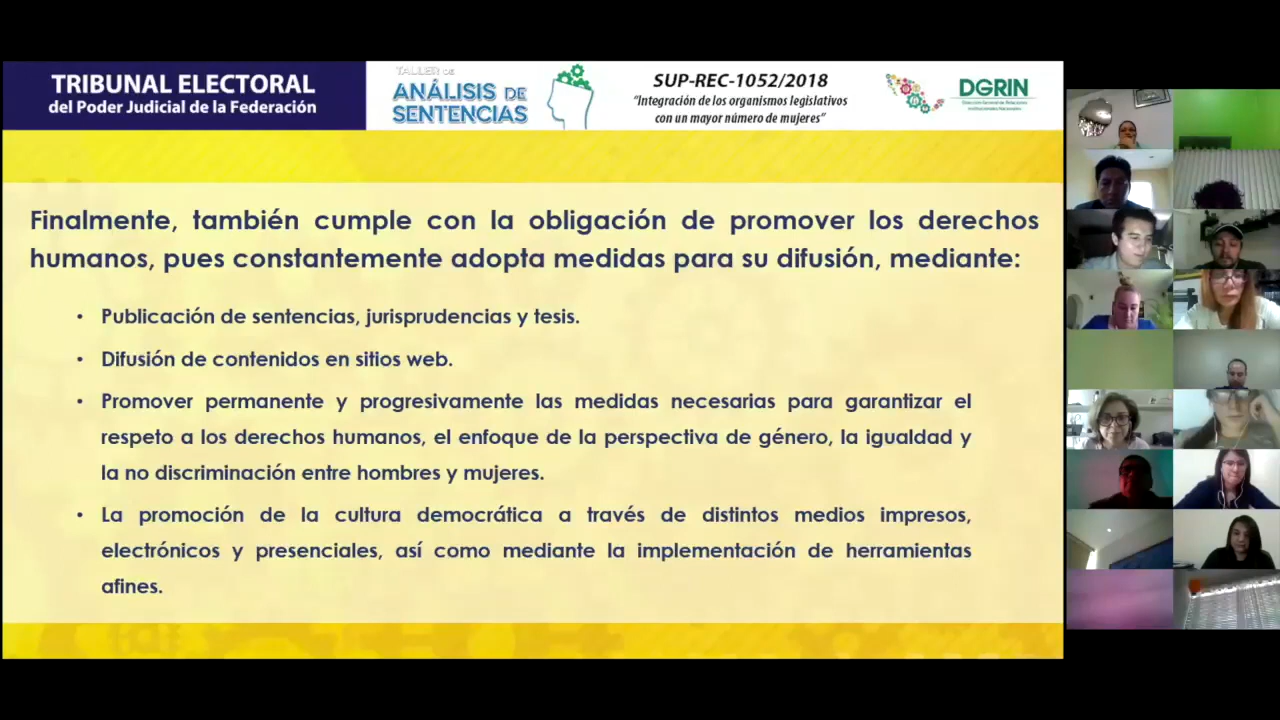 TRIBUNAL ELECTORAL
del Poder Judicial de la Federación
TALLER DE
ANÁLISIS DE
SENTENCIAS
SUP-REC-1052/2018
"Integración de los organismos legislativos
con un mayor número de mujeres"
DGRIN
Finalmente, también cumple con la obligación de promover los derechos
humanos, pues constantemente adopta medidas para su difusión, mediante:
• Publicación de sentencias, jurisprudencias y tesis.
• Difusión de contenidos en sitios web.
• Promover permanente y progresivamente las medidas necesarias para garantizar el
respeto a los derechos humanos, el enfoque de la perspectiva de género, la igualdad y
la no discriminación entre hombres y mujeres.
• La promoción de la cultura democrática a través de distintos medios impresos,
electrónicos y presenciales, así como mediante la implementación de herramientas
afines.